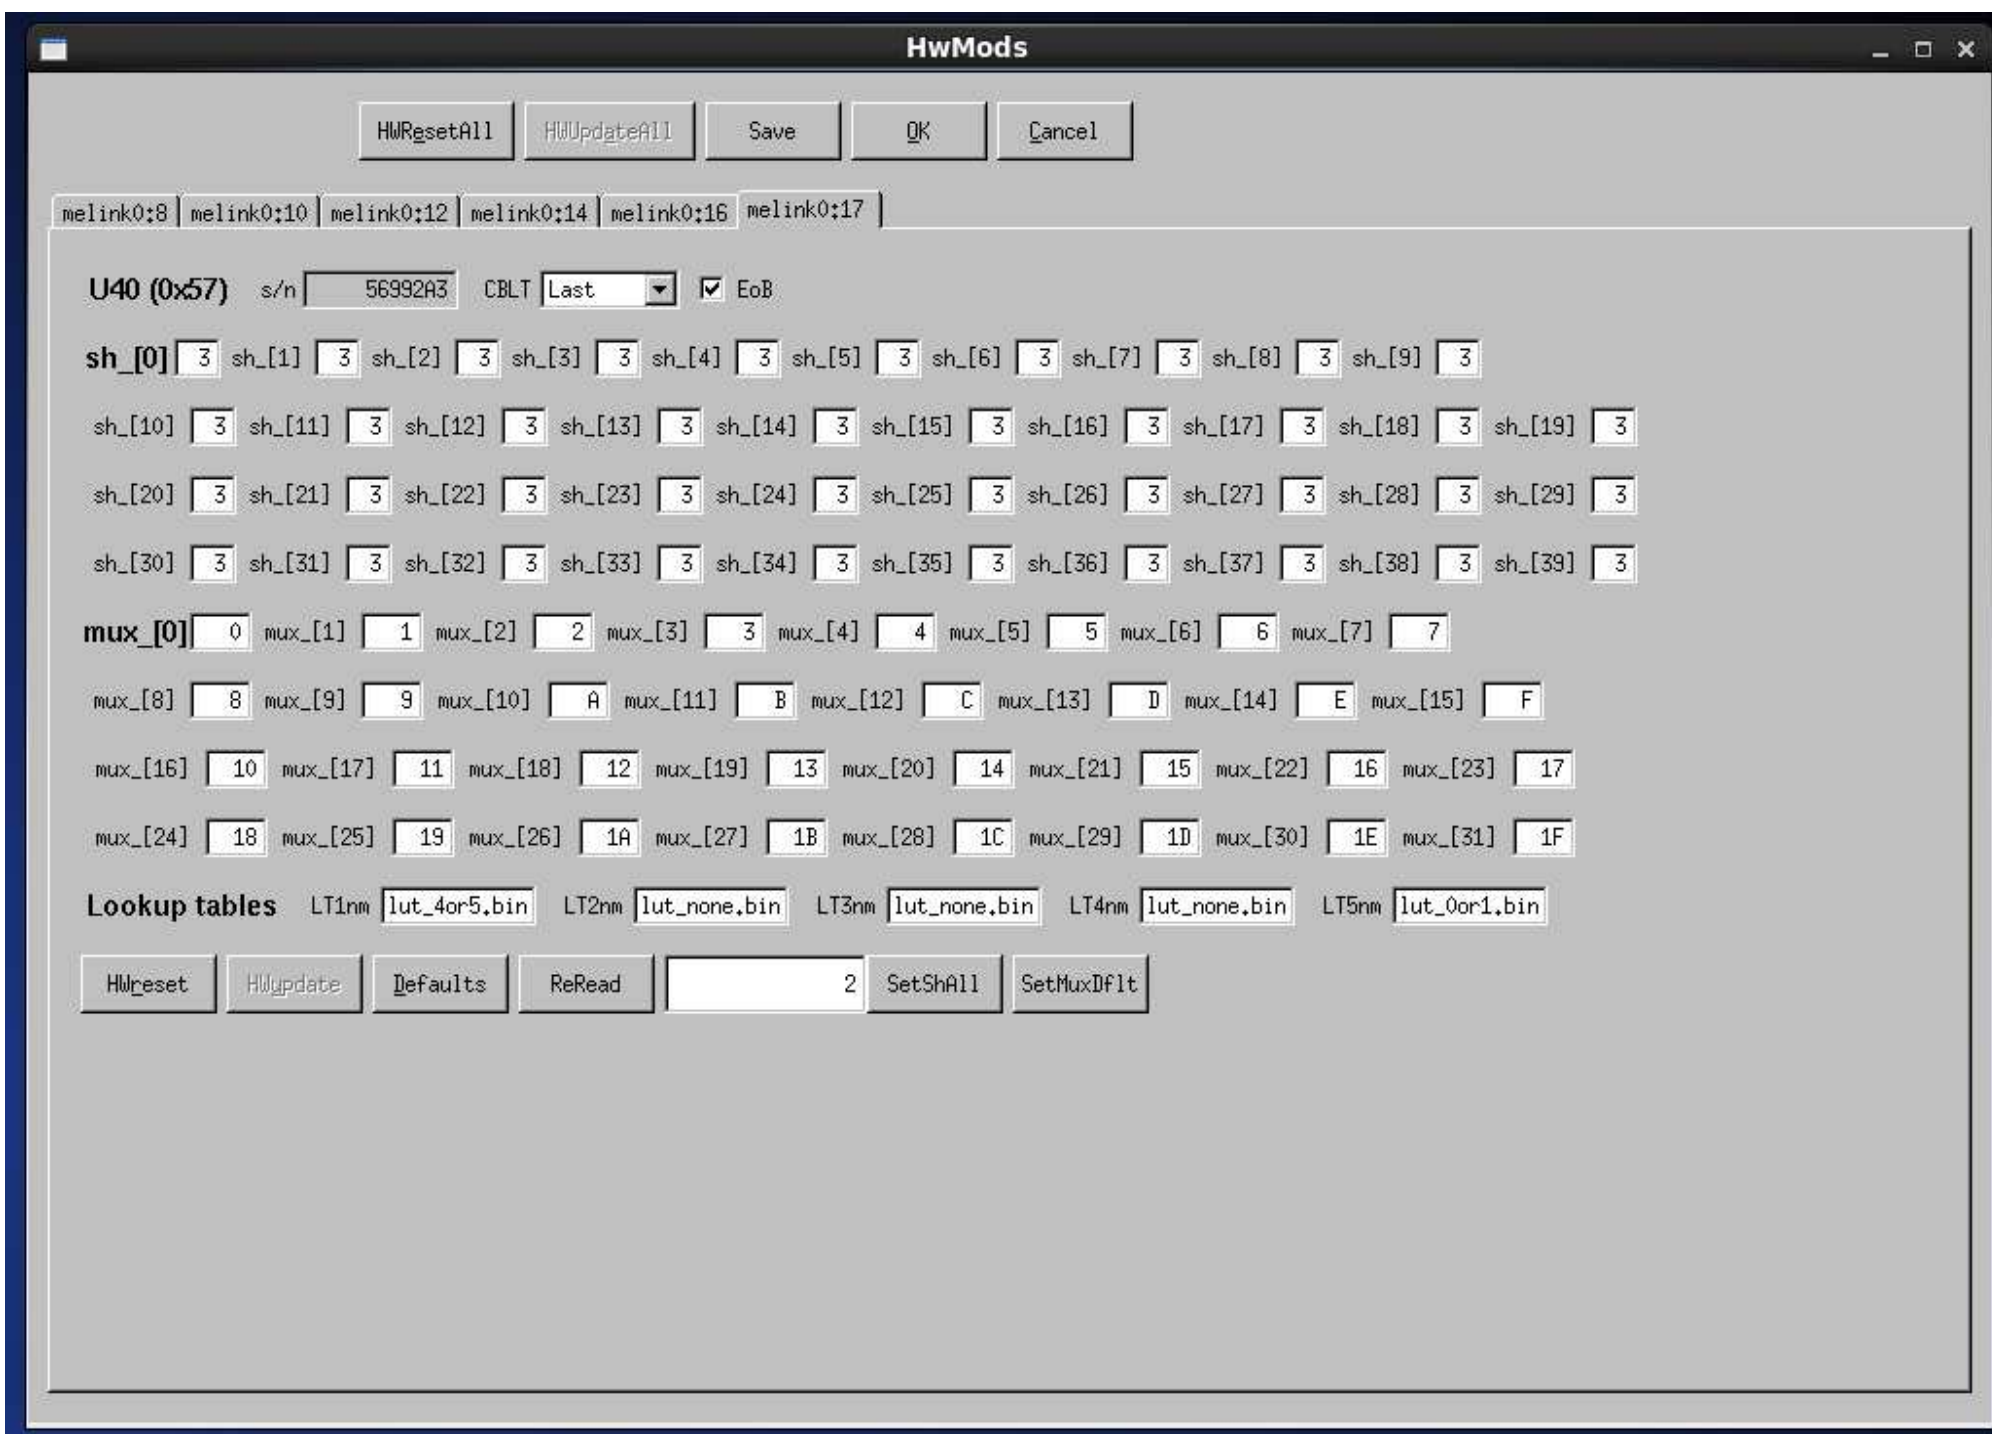 HwMods
HWResetAll HWUpdateAll Save OK Cancel
melink0:8 melink0:10 melink0:12 melink0:14 melink0:16 melink0:17
U40 (0x57) s/n 56992A3 CBLT Last EoB
sh_[0] 3 sh_[1] 3 sh_[2] 3 sh_[3] 3 sh_[4] 3 sh_[5] 3 sh_[6] 3 sh_[7] 3 sh_[8] 3 sh_[9] 3
sh_[10] 3 sh_[11] 3 sh_[12] 3 sh_[13] 3 sh_[14] 3 sh_[15] 3 sh_[16] 3 sh_[17] 3 sh_[18] 3 sh_[19] 3
sh_[20] 3 sh_[21] 3 sh_[22] 3 sh_[23] 3 sh_[24] 3 sh_[25] 3 sh_[26] 3 sh_[27] 3 sh_[28] 3 sh_[29] 3
sh_[30] 3 sh_[31] 3 sh_[32] 3 sh_[33] 3 sh_[34] 3 sh_[35] 3 sh_[36] 3 sh_[37] 3 sh_[38] 3 sh_[39] 3
mux_[0] 0 mux_[1] 1 mux_[2] 2 mux_[3] 3 mux_[4] 4 mux_[5] 5 mux_[6] 6 mux_[7] 7
mux_[8] 8 mux_[9] 9 mux_[10] A mux_[11] B mux_[12] C mux_[13] D mux_[14] E mux_[15] F
mux_[16] 10 mux_[17] 11 mux_[18] 12 mux_[19] 13 mux_[20] 14 mux_[21] 15 mux_[22] 16 mux_[23] 17
mux_[24] 18 mux_[25] 19 mux_[26] 1A mux_[27] 1B mux_[28] 1C mux_[29] 1D mux_[30] 1E mux_[31] 1F
Lookup tables LT1nm lut_4or5.bin LT2nm lut_none.bin LT3nm lut_none.bin LT4nm lut_none.bin LT5nm lut_0or1.bin
HWreset HWupdate Defaults ReRead 2 SetShAll SetMuxDflt